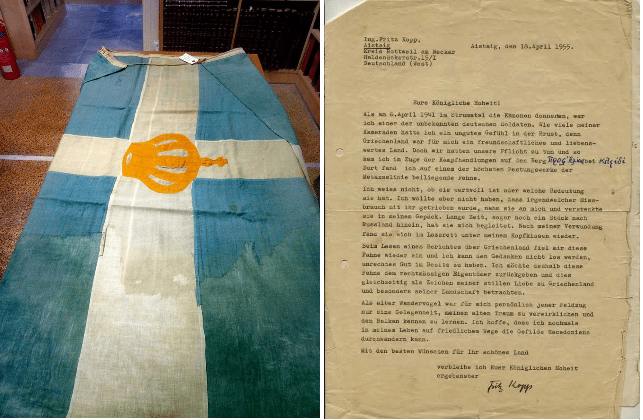 Ing.Fritz Kopp.
Aistaig
Kreis Rottweil am Neckar
Haldeneckerstr.15/I
Deutschland (West)
Aistaig, den 18.April 1955.
Eure Königliche Hoheit!
Als am 6.April 1941 im Strumatal die Kanonen donnerten, war
ich einer der unbekannten deutschen Soldaten. Wie viele meiner
Kameraden hatte ich ein ungutes Gefühl in der Brust, denn
Griechenland war für mich ein freundschaftliches und liebens-
wertes Land. Doch wir hatten unsere Pflicht zu tun und so
kam ich im Zuge der Kampfhandlungen auf den Berg bei
Dort fand ich auf einem der höchsten Festungswerke der
Metaxaslinie beiliegende Fahne.
Ich weiss nicht, ob sie wertvoll ist oder welche Bedeutung
sie hat. Ich wollte aber nicht haben, dass irgendwelcher Miss-
brauch mit ihr getrieben wurde, nahm sie an mich und versteckte
sie in meinem Gepäck. Lange Zeit, sogar noch ein Stück nach
Russland hinein, hat sie mich begleitet. Nach meiner Verwundung
fand sie sich im Lazarett unter meinem Kopfkissen wieder.
Beim Lesen eines Berichtes über Griechenland fiel mir diese
Fahne wieder ein und ich kann den Gedanken nicht los werden,
unrechtes Gut in Besitz zu haben. Ich möchte deshalb diese
Fahne dem rechtmässigen Eigentümer zurückgeben und dies
gleichzeitig als Zeichen meiner stillen Liebe zu Griechenland
und besonders seiner Landschaft betrachten.
Als alter Wandervogel war für mich persönlich jener Feldzug
nur eine Gelegenheit, meinen alten Traum zu verwirklichen und
den Balkan kennen zu lernen. Ich hoffe, dass ich nochmals
in meinem Leben auf friedlichem Wege die Gefilde Macedoniens
durchwandern kann.
Mit den besten Wünschen für Ihr schönes Land
verbleibe ich Euer Königlichen Hoheit
ergebenster
Fritz Kopp